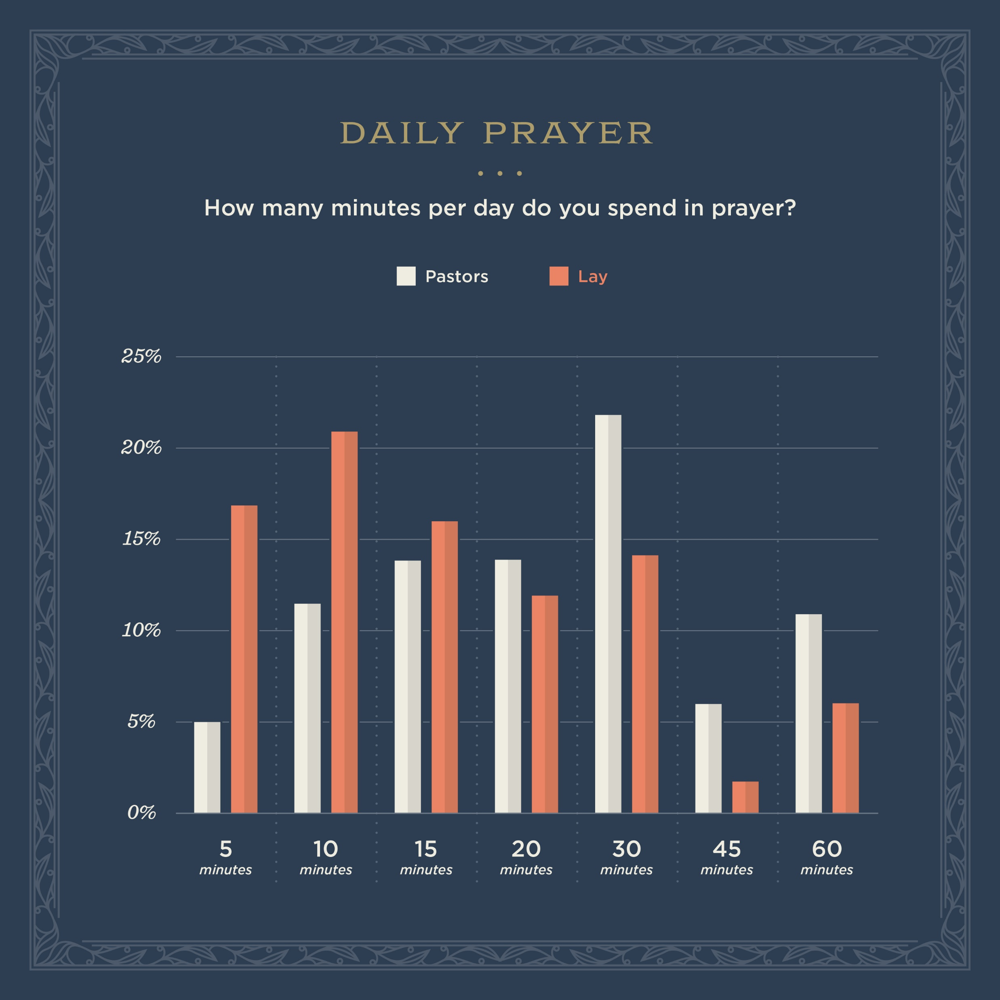 DAILY PRAYER
How many minutes per day do you spend in prayer?
Pastors Lay
25%
20%
15%
10%
5%
0%
5 10 15 20 30 45 60
minutes minutes minutes minutes minutes minutes minutes